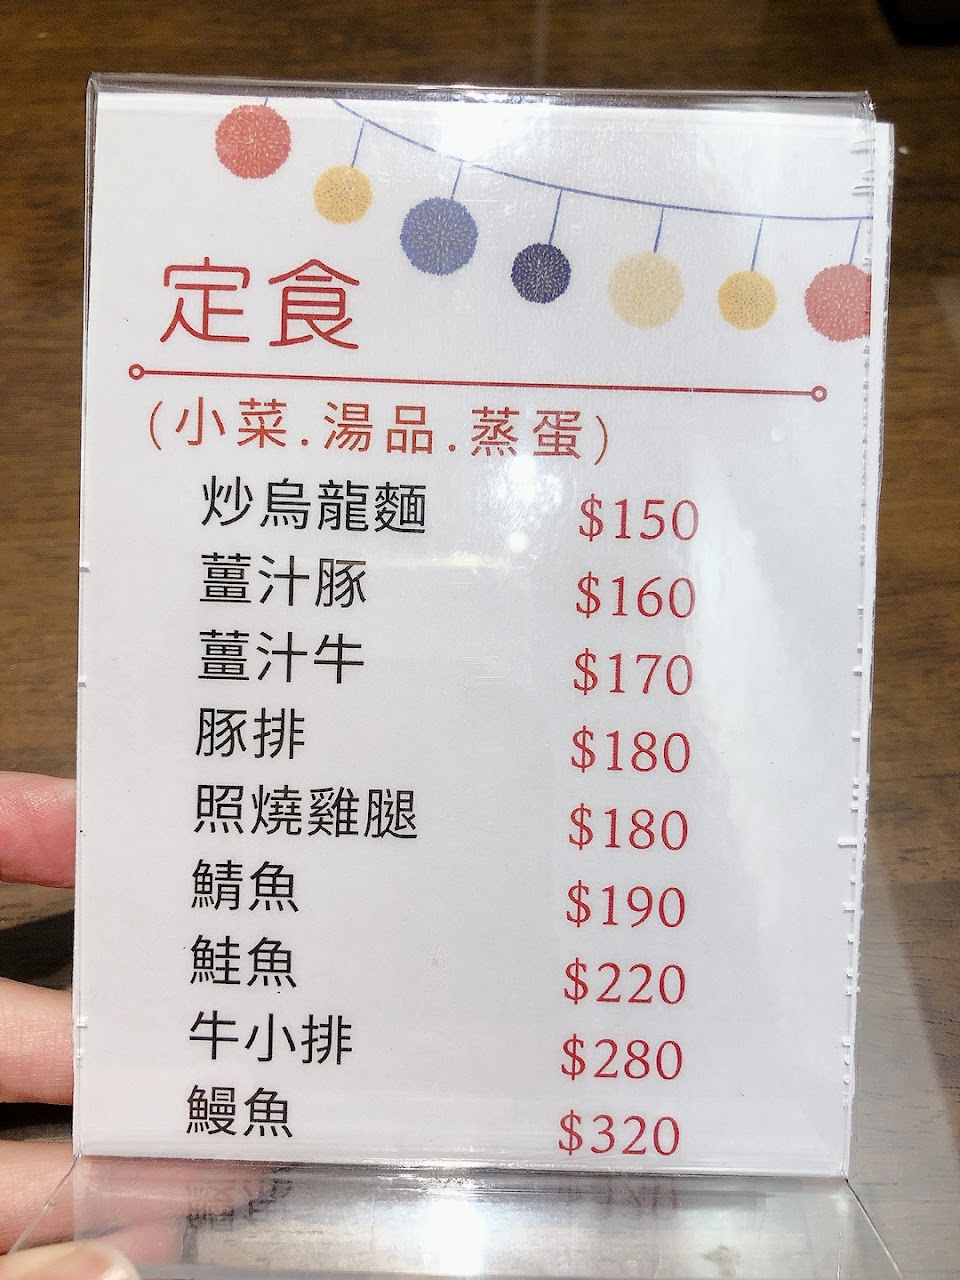 定食
(小菜.湯品.蒸蛋)
炒烏龍麵 $150
薑汁豚 $160
薑汁牛 $170
豚排 $180
照燒雞腿 $180
鯖魚 $190
鮭魚 $220
牛小排 $280
鰻魚 $320